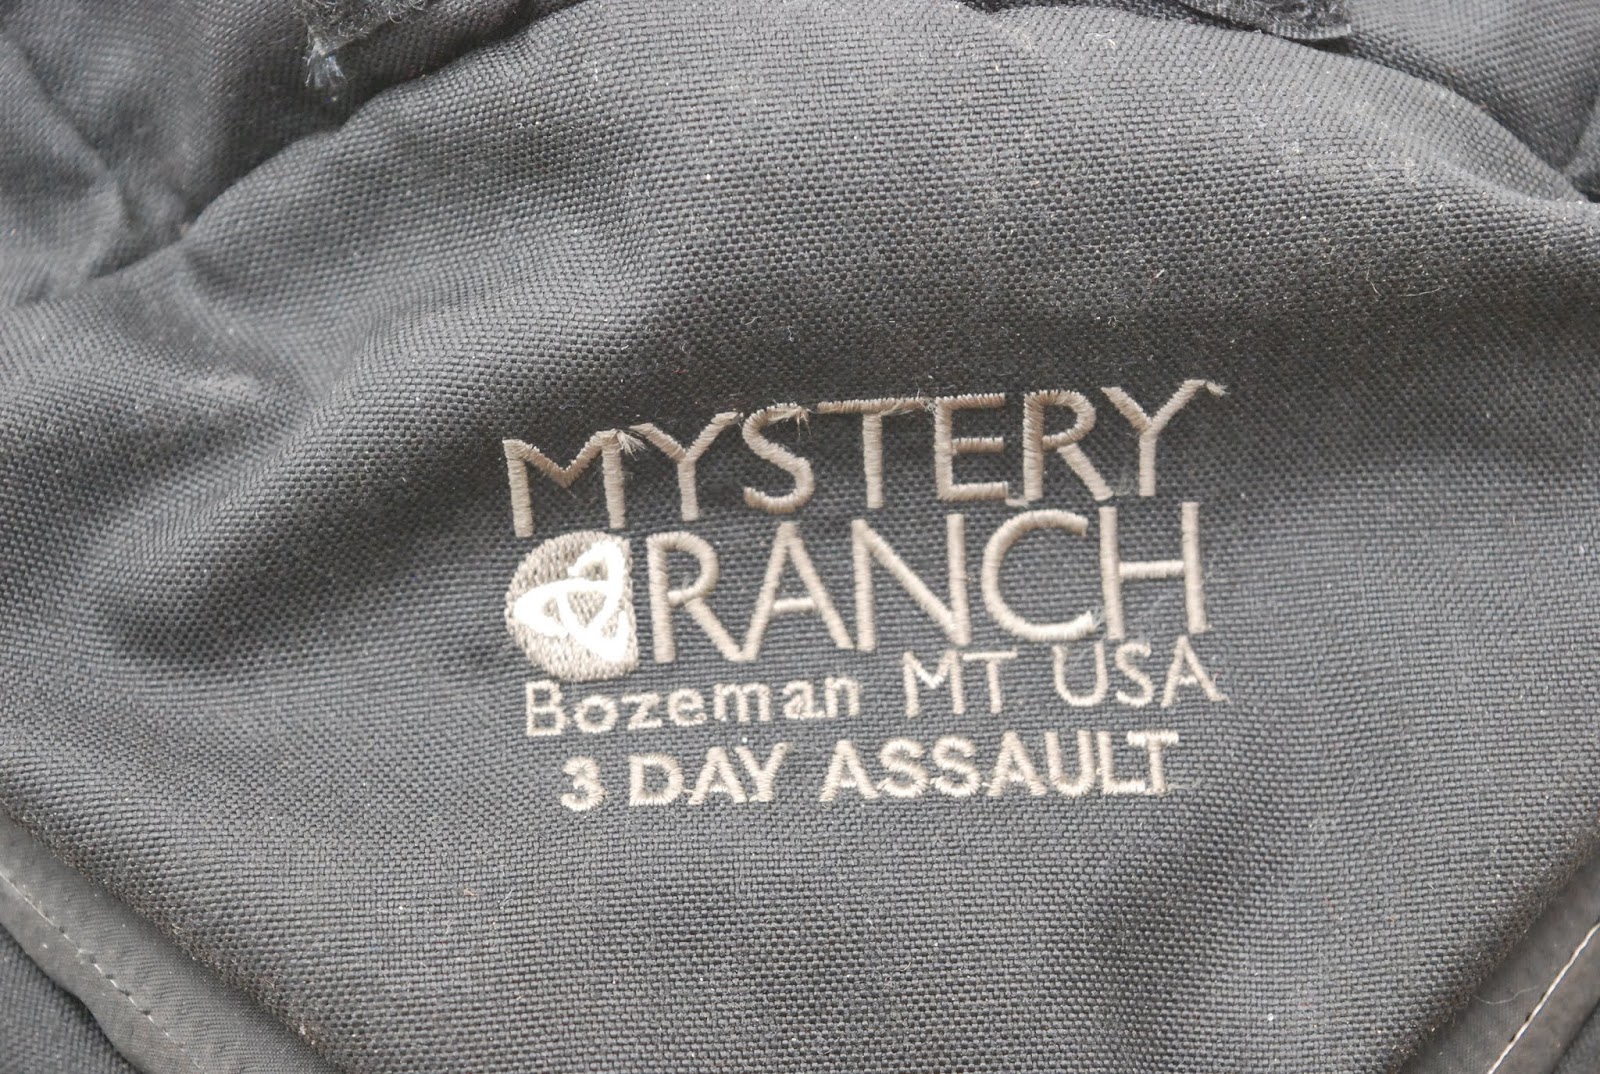 MYSTERY
RANCH
Bozeman MT USA
3 DAY ASSAULT